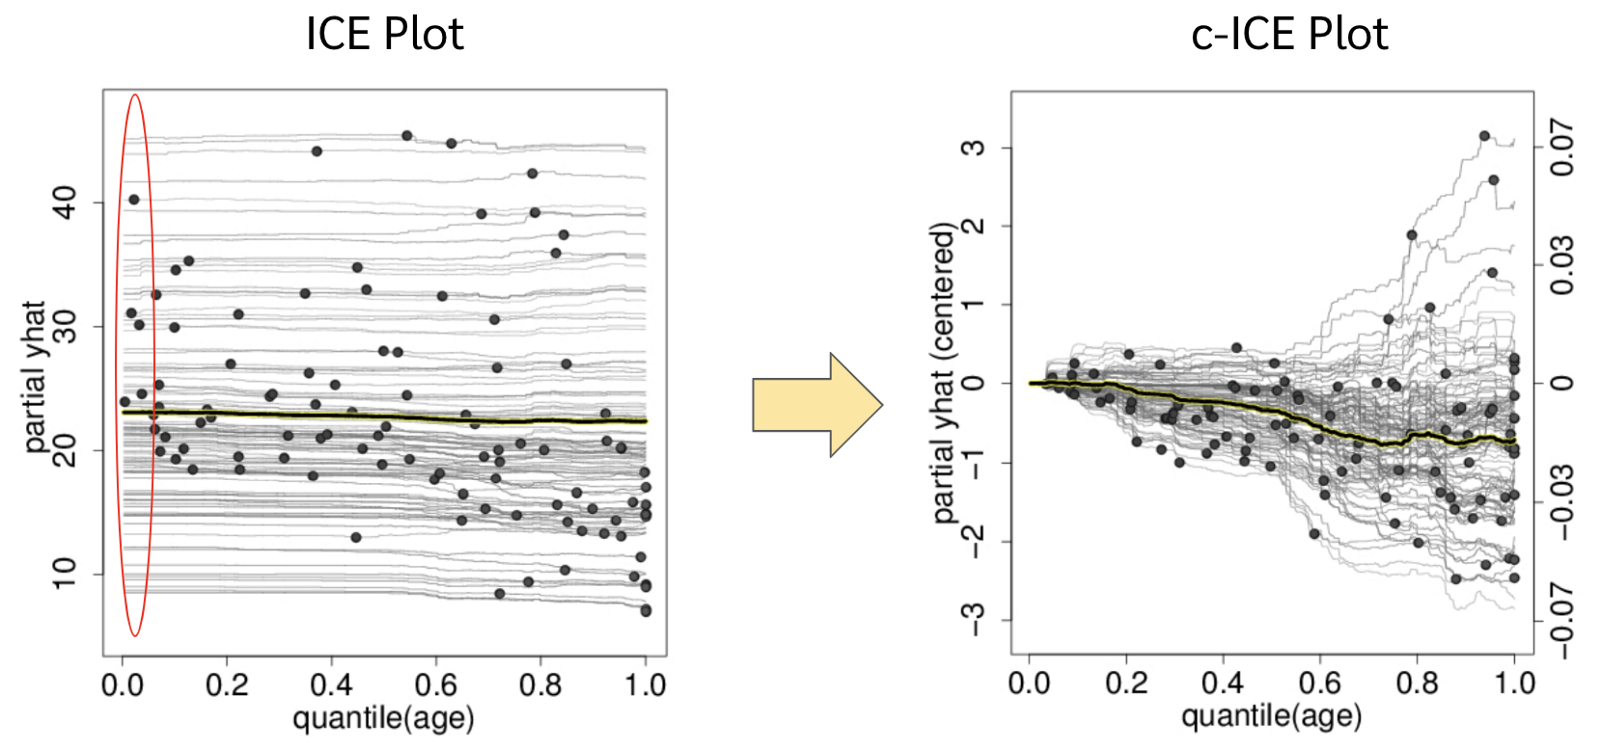 ICE Plot
partial yhat
40
30
20
10
0.0 0.2 0.4 0.6 0.8 1.0
quantile(age)
c-ICE Plot
partial yhat (centered)
3
2
1
0
−1
−2
−3
0.07
0.03
0
−0.03
−0.07
0.0 0.2 0.4 0.6 0.8 1.0
quantile(age)